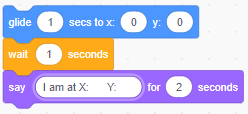 glide 1 secs to x: 0 y: 0
wait 1 seconds
say I am at X: Y: for 2 seconds